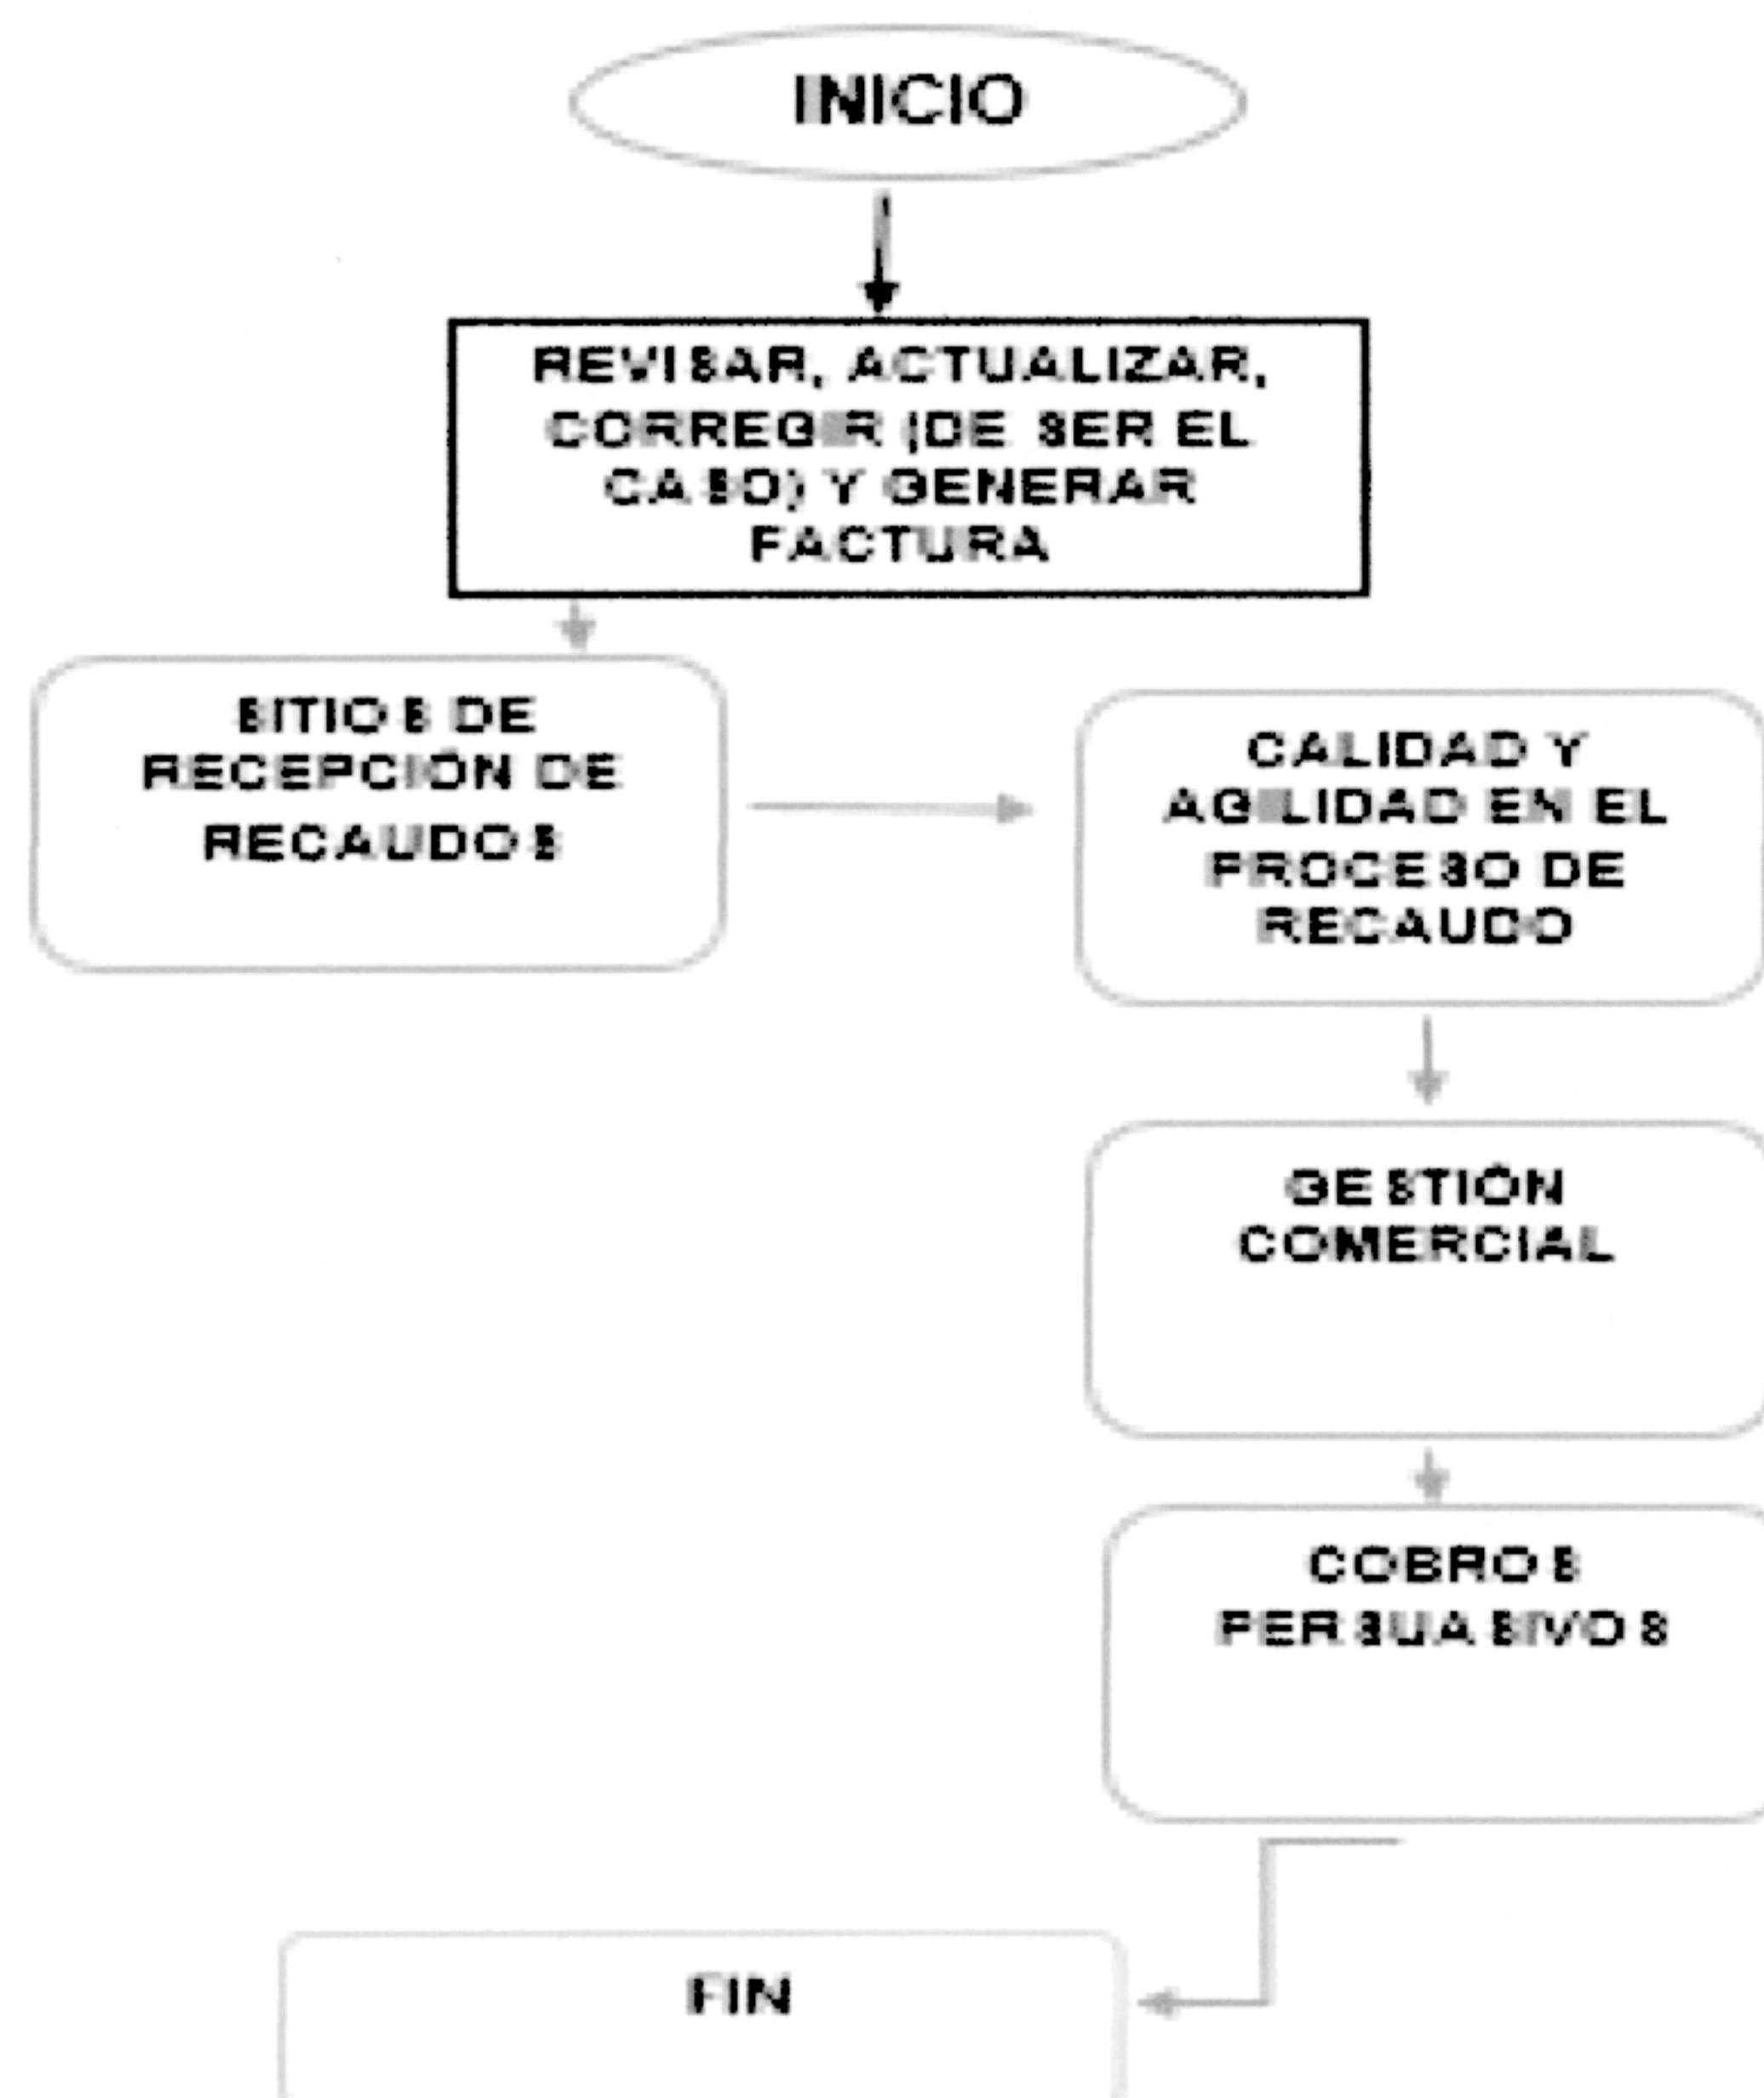 INICIO
REVISAR, ACTUALIZAR,
CORREGIR (DE SER EL
CASO) Y GENERAR
FACTURA
SITIOS DE
RECEPCIÓN DE
RECAUDOS
CALIDAD Y
AGILIDAD EN EL
PROCESO DE
RECAUDO
GESTIÓN
COMERCIAL
COBROS
PERSUASIVOS
FIN